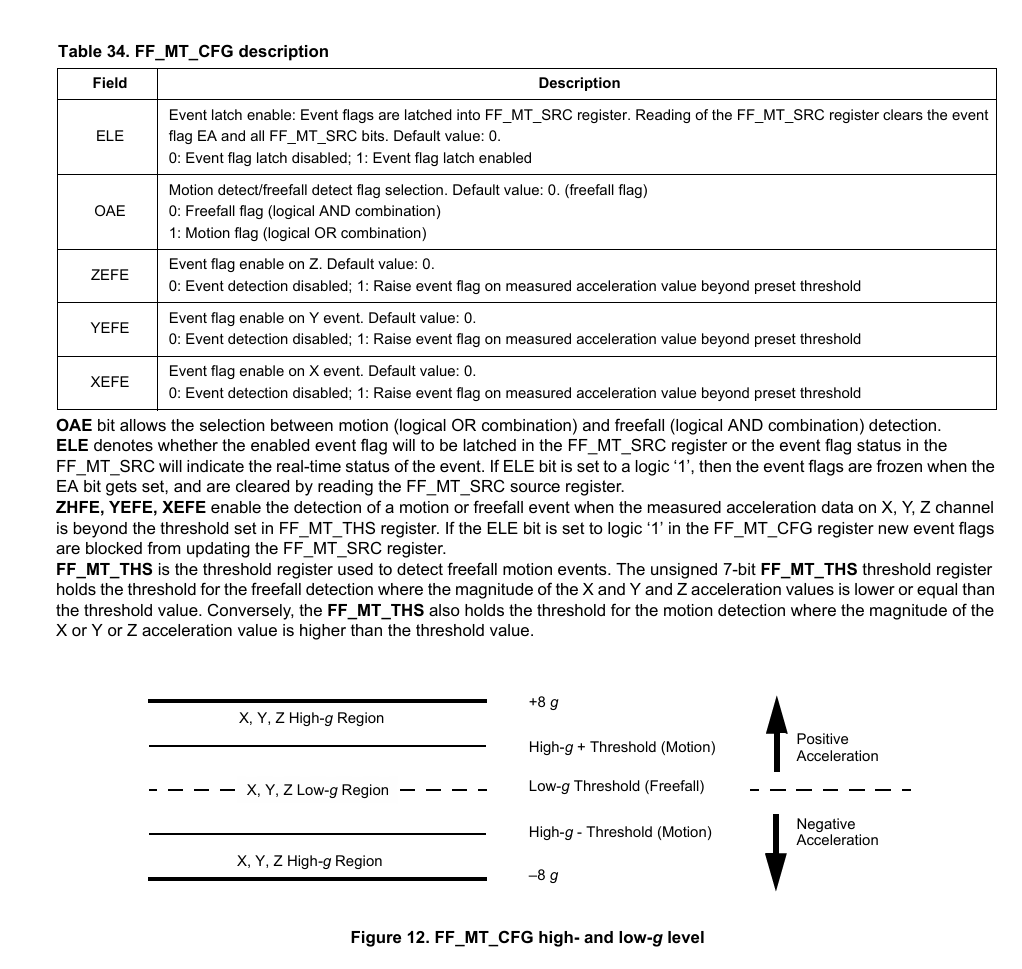 Table 34. FF_MT_CFG description
Field Description
ELE
Event latch enable: Event flags are latched into FF_MT_SRC register. Reading of the FF_MT_SRC register clears the event
flag EA and all FF_MT_SRC bits. Default value: 0.
0: Event flag latch disabled; 1: Event flag latch enabled
OAE
Motion detect/freefall detect flag selection. Default value: 0. (freefall flag)
0: Freefall flag (logical AND combination)
1: Motion flag (logical OR combination)
ZEFE
Event flag enable on Z. Default value: 0.
0: Event detection disabled; 1: Raise event flag on measured acceleration value beyond preset threshold
YEFE
Event flag enable on Y event. Default value: 0.
0: Event detection disabled; 1: Raise event flag on measured acceleration value beyond preset threshold
XEFE
Event flag enable on X event. Default value: 0.
0: Event detection disabled; 1: Raise event flag on measured acceleration value beyond preset threshold
OAE bit allows the selection between motion (logical OR combination) and freefall (logical AND combination) detection.
ELE denotes whether the enabled event flag will to be latched in the FF_MT_SRC register or the event flag status in the
FF_MT_SRC will indicate the real-time status of the event. If ELE bit is set to a logic ‘1’, then the event flags are frozen when the
EA bit gets set, and are cleared by reading the FF_MT_SRC source register.
ZHFE, YEFE, XEFE enable the detection of a motion or freefall event when the measured acceleration data on X, Y, Z channel
is beyond the threshold set in FF_MT_THS register. If the ELE bit is set to logic ‘1’ in the FF_MT_CFG register new event flags
are blocked from updating the FF_MT_SRC register.
FF_MT_THS is the threshold register used to detect freefall motion events. The unsigned 7-bit FF_MT_THS threshold register
holds the threshold for the freefall detection where the magnitude of the X and Y and Z acceleration values is lower or equal than
the threshold value. Conversely, the FF_MT_THS also holds the threshold for the motion detection where the magnitude of the
X or Y or Z acceleration value is higher than the threshold value.
+8 g
X, Y, Z High-g Region
High-g + Threshold (Motion)
Positive
Acceleration
X, Y, Z Low-g Region
Low-g Threshold (Freefall)
High-g - Threshold (Motion)
Negative
Acceleration
X, Y, Z High-g Region
–8 g
Figure 12. FF_MT_CFG high- and low-g level